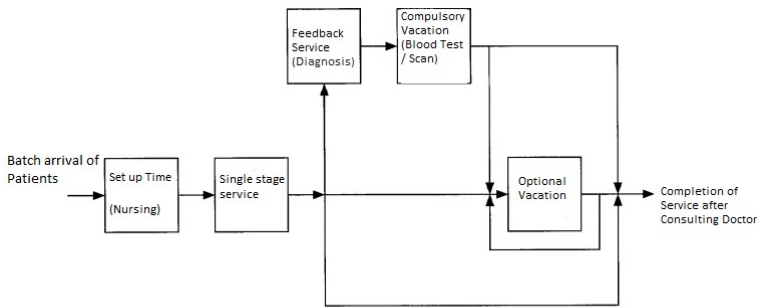 Feedback
Service
(Diagnosis)
Compulsory
Vacation
(Blood Test
/ Scan)
Batch arrival of
Patients
Set up Time
(Nursing)
Single stage
service
Optional
Vacation
Completion of
Service after
Consulting Doctor